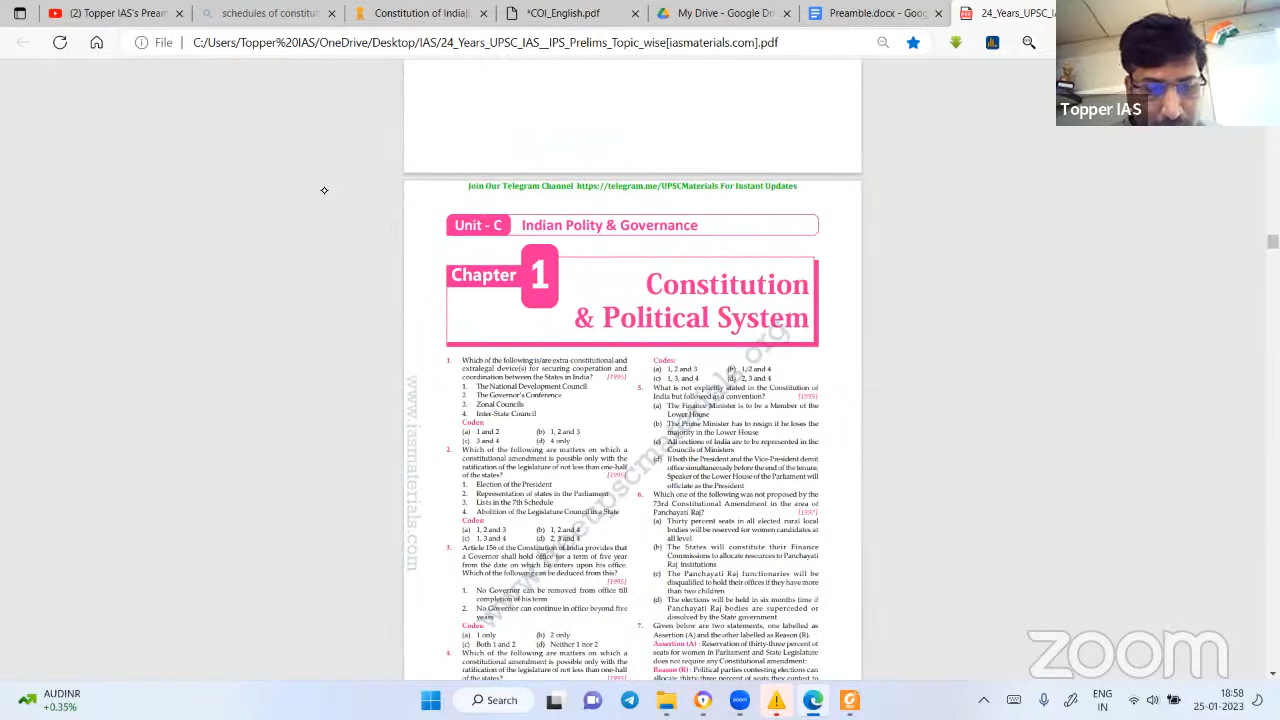 (2) Prear
Constitution of India
COI_English.pdf
My Drive - Google Dri
Preamble.docx - Goog
24_Years_UPSC_IA
File
C:/Users/Topper%20IAS/OneDrive/Desktop/IAS/24_Years_UPSC_IAS__IPS_Prelims_Topic_wise[iasmaterials.com].pdf
Topper IAS
Join Our Telegram Channel https://telegram.me/UPSCMaterials For Instant Updates
Unit - C Indian Polity & Governance
Chapter 1
Constitution
& Political System
1. Which of the following is/are extra-constitutional and
extralegal device(s) for securing cooperation and
coordination between the States in India? [1995]
1. The National Development Council
2. The Governor's Conference
3. Zonal Councils
4. Inter-State Council
Codes:
(a) 1 and 2 (b) 1, 2 and 3
(c) 3 and 4 (d) 4 only
2. Which of the following are matters on which a
constitutional amendment is possible only with the
ratification of the legislature of not less than one-half
of the states? [1995]
1. Election of the President
2. Representation of states in the Parliament
3. Lists in the 7th Schedule
4. Abolition of the Legislature Council in a State
Codes:
(a) 1, 2 and 3 (b) 1, 2 and 4
(c) 1, 3 and 4 (d) 2, 3 and 4
3. Article 156 of the Constitution of India provides that
a Governor shall hold office for a term of five year
from the date on which he enters upon his office.
Which of the following can be deduced from this?
[1995]
1. No Governor can be removed from office till
completion of his term
2. No Governor can continue in office beyond five
years
Codes:
(a) 1 only (b) 2 only
(c) Both 1 and 2 (d) Neither 1 nor 2
4. Which of the following are matters on which a
constitutional amendment is possible only with the
ratification of the legislature of not less than one-half
of the states? [1995]
Codes:
(a) 1, 2 and 3 (b) 1, 2 and 4
(c) 1, 3, and 4 (d) 2, 3 and 4
5. What is not explicitly stated in the Constitution of
India but followed as a convention? [1995]
(a) The Finance Minister is to be a Member of the
Lower House
(b) The Prime Minister has to resign if he loses the
majority in the Lower House
(c) All sections of India are to be represented in the
Councils of Ministers
(d) If both the President and the Vice-President demit
office simultaneously before the end of the tenure,
Speaker of the Lower House of the Parliament will
officiate as the President
6. Which one of the following was not proposed by the
73rd Constitutional Amendment in the area of
Panchayati Raj? [1997]
(a) Thirty percent seats in all elected rural local
bodies will be reserved for women candidates at
all level
(b) The States will constitute their Finance
Commissions to allocate resources to Panchayati
Raj institutions
(c) The Panchayati Raj functionaries will be
disqualified to hold their offices if they have more
than two children
(d) The elections will be held in six months time if
Panchayati Raj bodies are superceded or
dissolved by the State government
7. Given below are two statements, one labelled as
Assertion (A) and the other labelled as Reason (R).
Assertion (A) : Reservation of thirty-three percent of
seats for women in Parliament and State Legislature
does not require any Constitutional amendment:
Reason (R) : Political parties contesting elections can
allocate thirty-three percent of seats they contest to
www.iasmaterials.com
zoom
AUDINR
-0.35%
Search
zoom
ENG
IN
18:58
25-01-2023